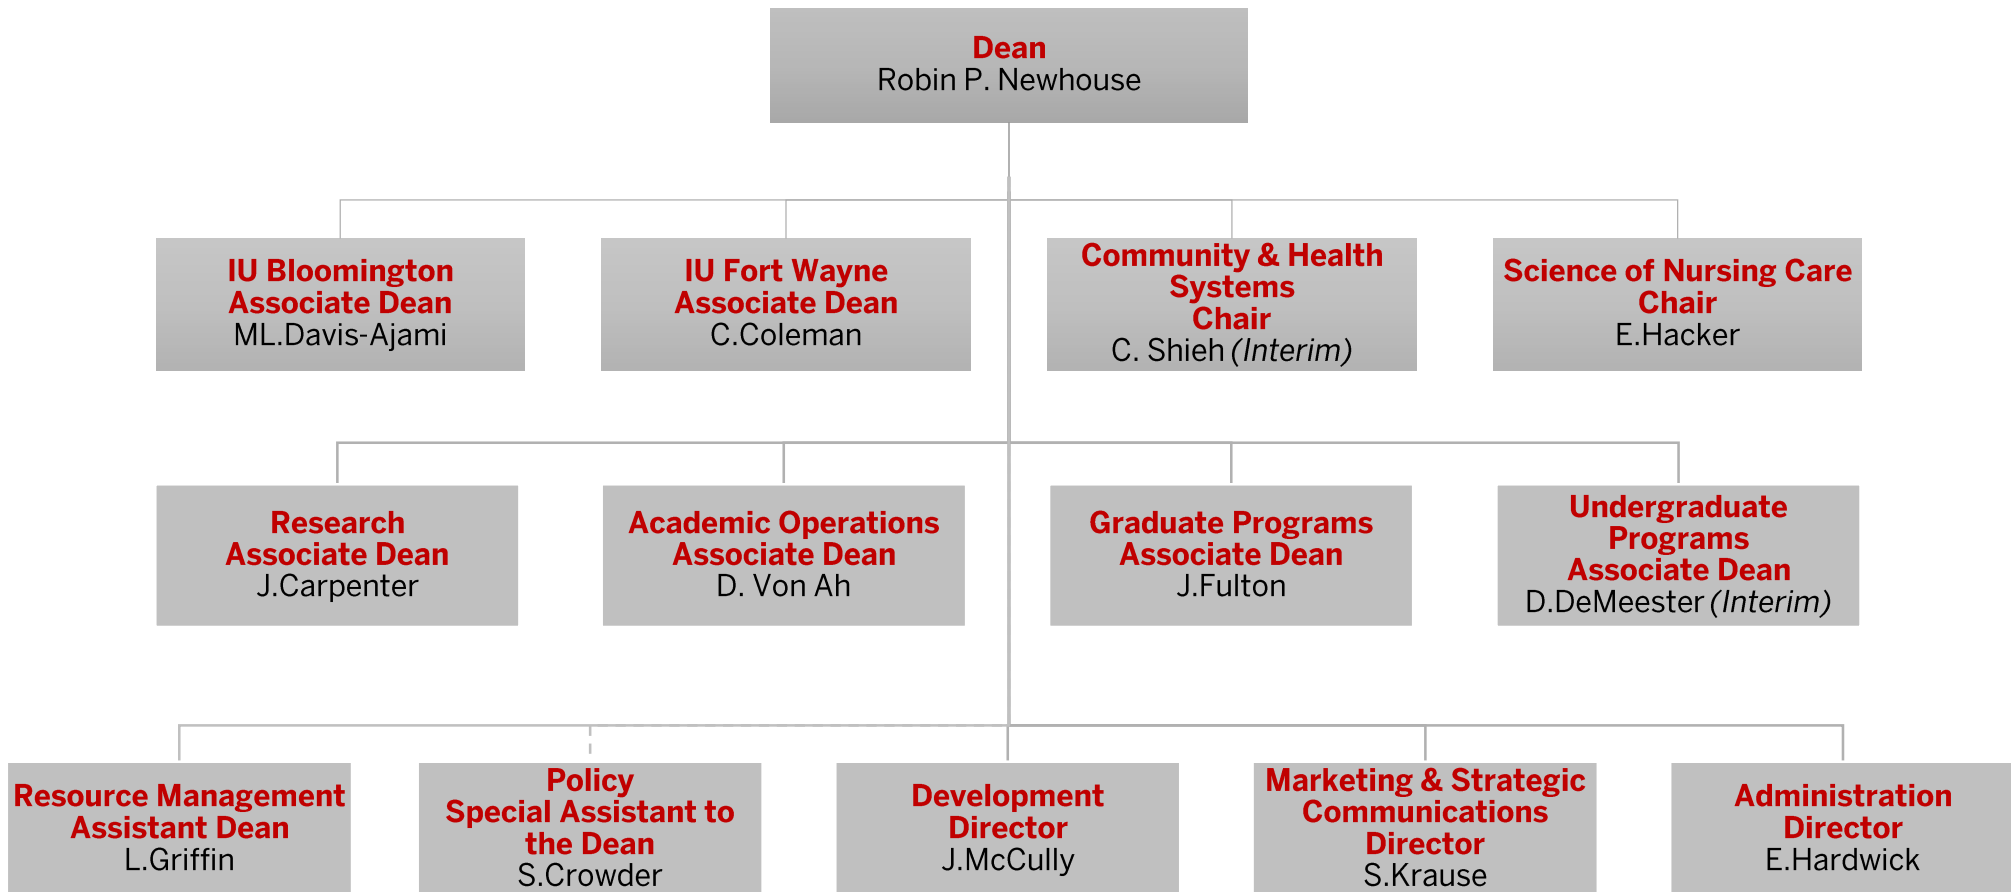 Dean
Robin P. Newhouse
IU Bloomington
Associate Dean
ML.Davis-Ajami
IU Fort Wayne
Associate Dean
C.Coleman
Community & Health
Systems
Chair
C. Shieh (Interim)
Science of Nursing Care
Chair
E.Hacker
Research
Associate Dean
J.Carpenter
Academic Operations
Associate Dean
D. Von Ah
Graduate Programs
Associate Dean
J.Fulton
Undergraduate
Programs
Associate Dean
D.DeMeester (Interim)
Resource Management
Assistant Dean
L.Griffin
Policy
Special Assistant to
the Dean
S.Crowder
Development
Director
J.McCully
Marketing & Strategic
Communications
Director
S.Krause
Administration
Director
E.Hardwick